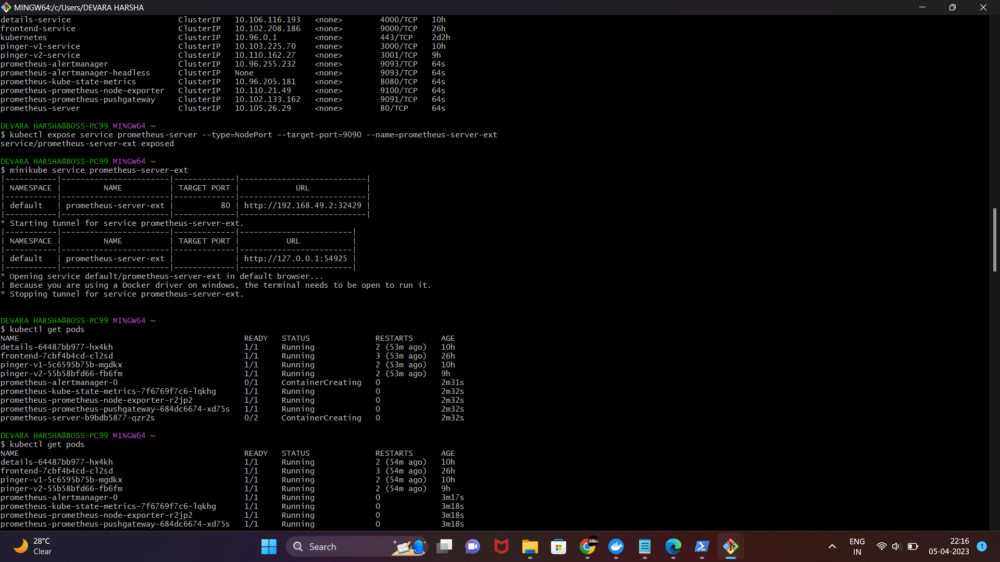 MINGW64:/c/Users/DEVARA HARSHA
details-service ClusterIP 10.106.116.193 <none> 4000/TCP 10h
frontend-service ClusterIP 10.102.208.186 <none> 9000/TCP 26h
kubernetes ClusterIP 10.96.0.1 <none> 443/TCP 2d2h
pinger-v1-service ClusterIP 10.103.225.70 <none> 3000/TCP 10h
pinger-v2-service ClusterIP 10.110.162.27 <none> 3001/TCP 9h
prometheus-alertmanager ClusterIP 10.96.255.232 <none> 9093/TCP 64s
prometheus-alertmanager-headless ClusterIP None <none> 9093/TCP 64s
prometheus-kube-state-metrics ClusterIP 10.96.205.181 <none> 8080/TCP 64s
prometheus-prometheus-node-exporter ClusterIP 10.110.21.49 <none> 9100/TCP 64s
prometheus-prometheus-pushgateway ClusterIP 10.102.133.162 <none> 9091/TCP 64s
prometheus-server ClusterIP 10.105.26.29 <none> 80/TCP 64s
DEVARA HARSHA@BOSS-PC99 MINGW64 ~
$ kubectl expose service prometheus-server --type=NodePort --target-port=9090 --name=prometheus-server-ext
service/prometheus-server-ext exposed
DEVARA HARSHA@BOSS-PC99 MINGW64 ~
$ minikube service prometheus-server-ext
|-----------|-----------------------|-------------|---------------------------|
| NAMESPACE | NAME | TARGET PORT | URL |
|-----------|-----------------------|-------------|---------------------------|
| default | prometheus-server-ext | 80 | http://192.168.49.2:32429 |
|-----------|-----------------------|-------------|---------------------------|
* Starting tunnel for service prometheus-server-ext.
|-----------|-----------------------|-------------|------------------------|
| NAMESPACE | NAME | TARGET PORT | URL |
|-----------|-----------------------|-------------|------------------------|
| default | prometheus-server-ext | | http://127.0.0.1:54925 |
|-----------|-----------------------|-------------|------------------------|
* Opening service default/prometheus-server-ext in default browser...
! Because you are using a Docker driver on windows, the terminal needs to be open to run it.
* Stopping tunnel for service prometheus-server-ext.
DEVARA HARSHA@BOSS-PC99 MINGW64 ~
$ kubectl get pods
NAME READY STATUS RESTARTS AGE
details-64487bb977-hx4kh 1/1 Running 2 (53m ago) 10h
frontend-7cbf4b4cd-cl2sd 1/1 Running 3 (53m ago) 26h
pinger-v1-5c6595b75b-mgdkx 1/1 Running 2 (53m ago) 10h
pinger-v2-55b58bfd66-fb6fm 1/1 Running 2 (53m ago) 9h
prometheus-alertmanager-0 0/1 ContainerCreating 0 2m31s
prometheus-kube-state-metrics-7f6769f7c6-lqkhg 1/1 Running 0 2m32s
prometheus-prometheus-node-exporter-r2jp2 1/1 Running 0 2m32s
prometheus-prometheus-pushgateway-684dc6674-xd75s 1/1 Running 0 2m32s
prometheus-server-b9bdb5877-qzr2s 0/2 ContainerCreating 0 2m32s
DEVARA HARSHA@BOSS-PC99 MINGW64 ~
$ kubectl get pods
NAME READY STATUS RESTARTS AGE
details-64487bb977-hx4kh 1/1 Running 2 (54m ago) 10h
frontend-7cbf4b4cd-cl2sd 1/1 Running 3 (54m ago) 26h
pinger-v1-5c6595b75b-mgdkx 1/1 Running 2 (54m ago) 10h
pinger-v2-55b58bfd66-fb6fm 1/1 Running 2 (54m ago) 9h
prometheus-alertmanager-0 1/1 Running 0 3m17s
prometheus-kube-state-metrics-7f6769f7c6-lqkhg 1/1 Running 0 3m18s
prometheus-prometheus-node-exporter-r2jp2 1/1 Running 0 3m18s
prometheus-prometheus-pushgateway-684dc6674-xd75s 1/1 Running 0 3m18s
28°C
Clear
Search
ENG
IN
22:16
05-04-2023
1